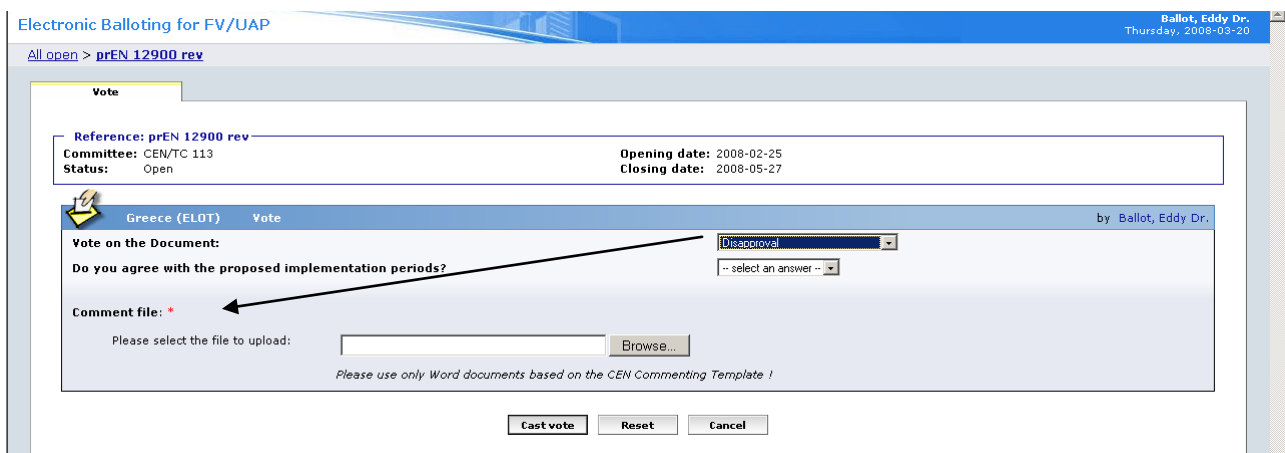 Electronic Balloting for FV/UAP
Ballot, Eddy Dr.
Thursday, 2008-03-20
All open > prEN 12900 rev
Vote
Reference: prEN 12900 rev
Committee: CEN/TC 113 Opening date: 2008-02-25
Status: Open Closing date: 2008-05-27
Greece (ELOT) Vote by Ballot, Eddy Dr.
Vote on the Document: Disapproval
Do you agree with the proposed implementation periods? -- select an answer --
Comment file: *
Please select the file to upload: Browse...
Please use only Word documents based on the CEN Commenting Template !
Cast vote Reset Cancel